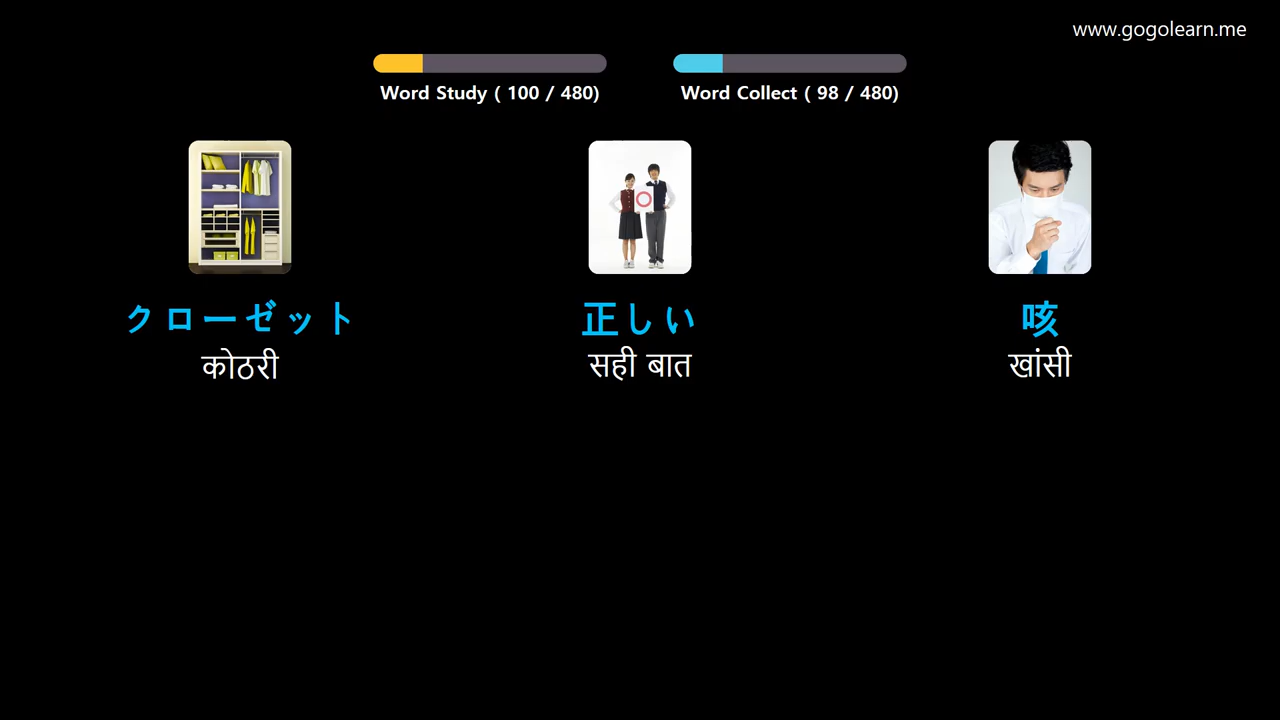 www.gogolearn.me
Word Study ( 100 / 480)
Word Collect ( 98 / 480)
クローゼット
正しい
咳
कोठरी
सही बात
खांसी